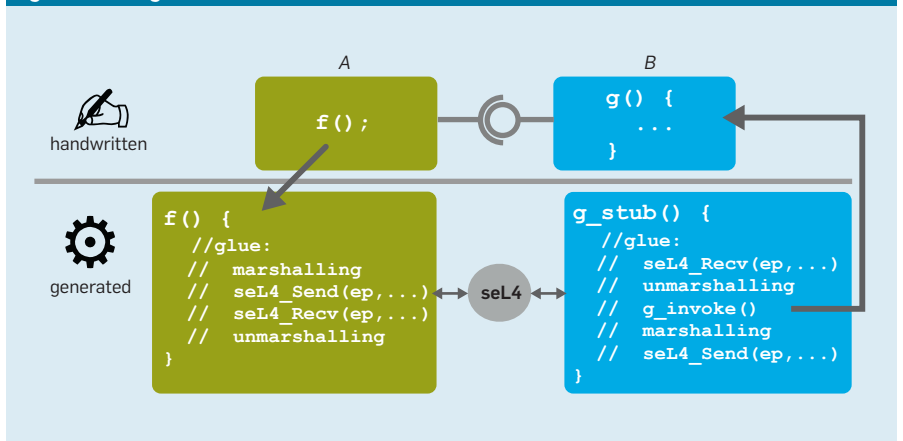 A
B
handwritten
f();
g() {
...
}
generated
f() {
//glue:
// marshalling
// seL4_Send(ep,...)
// seL4_Recv(ep,...)
// unmarshalling
}
seL4
g_stub() {
//glue:
// seL4_Recv(ep,...)
// unmarshalling
// g_invoke()
// marshalling
// seL4_Send(ep,...)
}